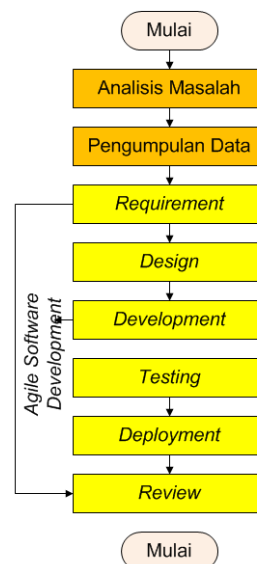 Mulai
Analisis Masalah
Pengumpulan Data
Requirement
Design
Agile Software
Development
Development
Testing
Deployment
Review
Mulai